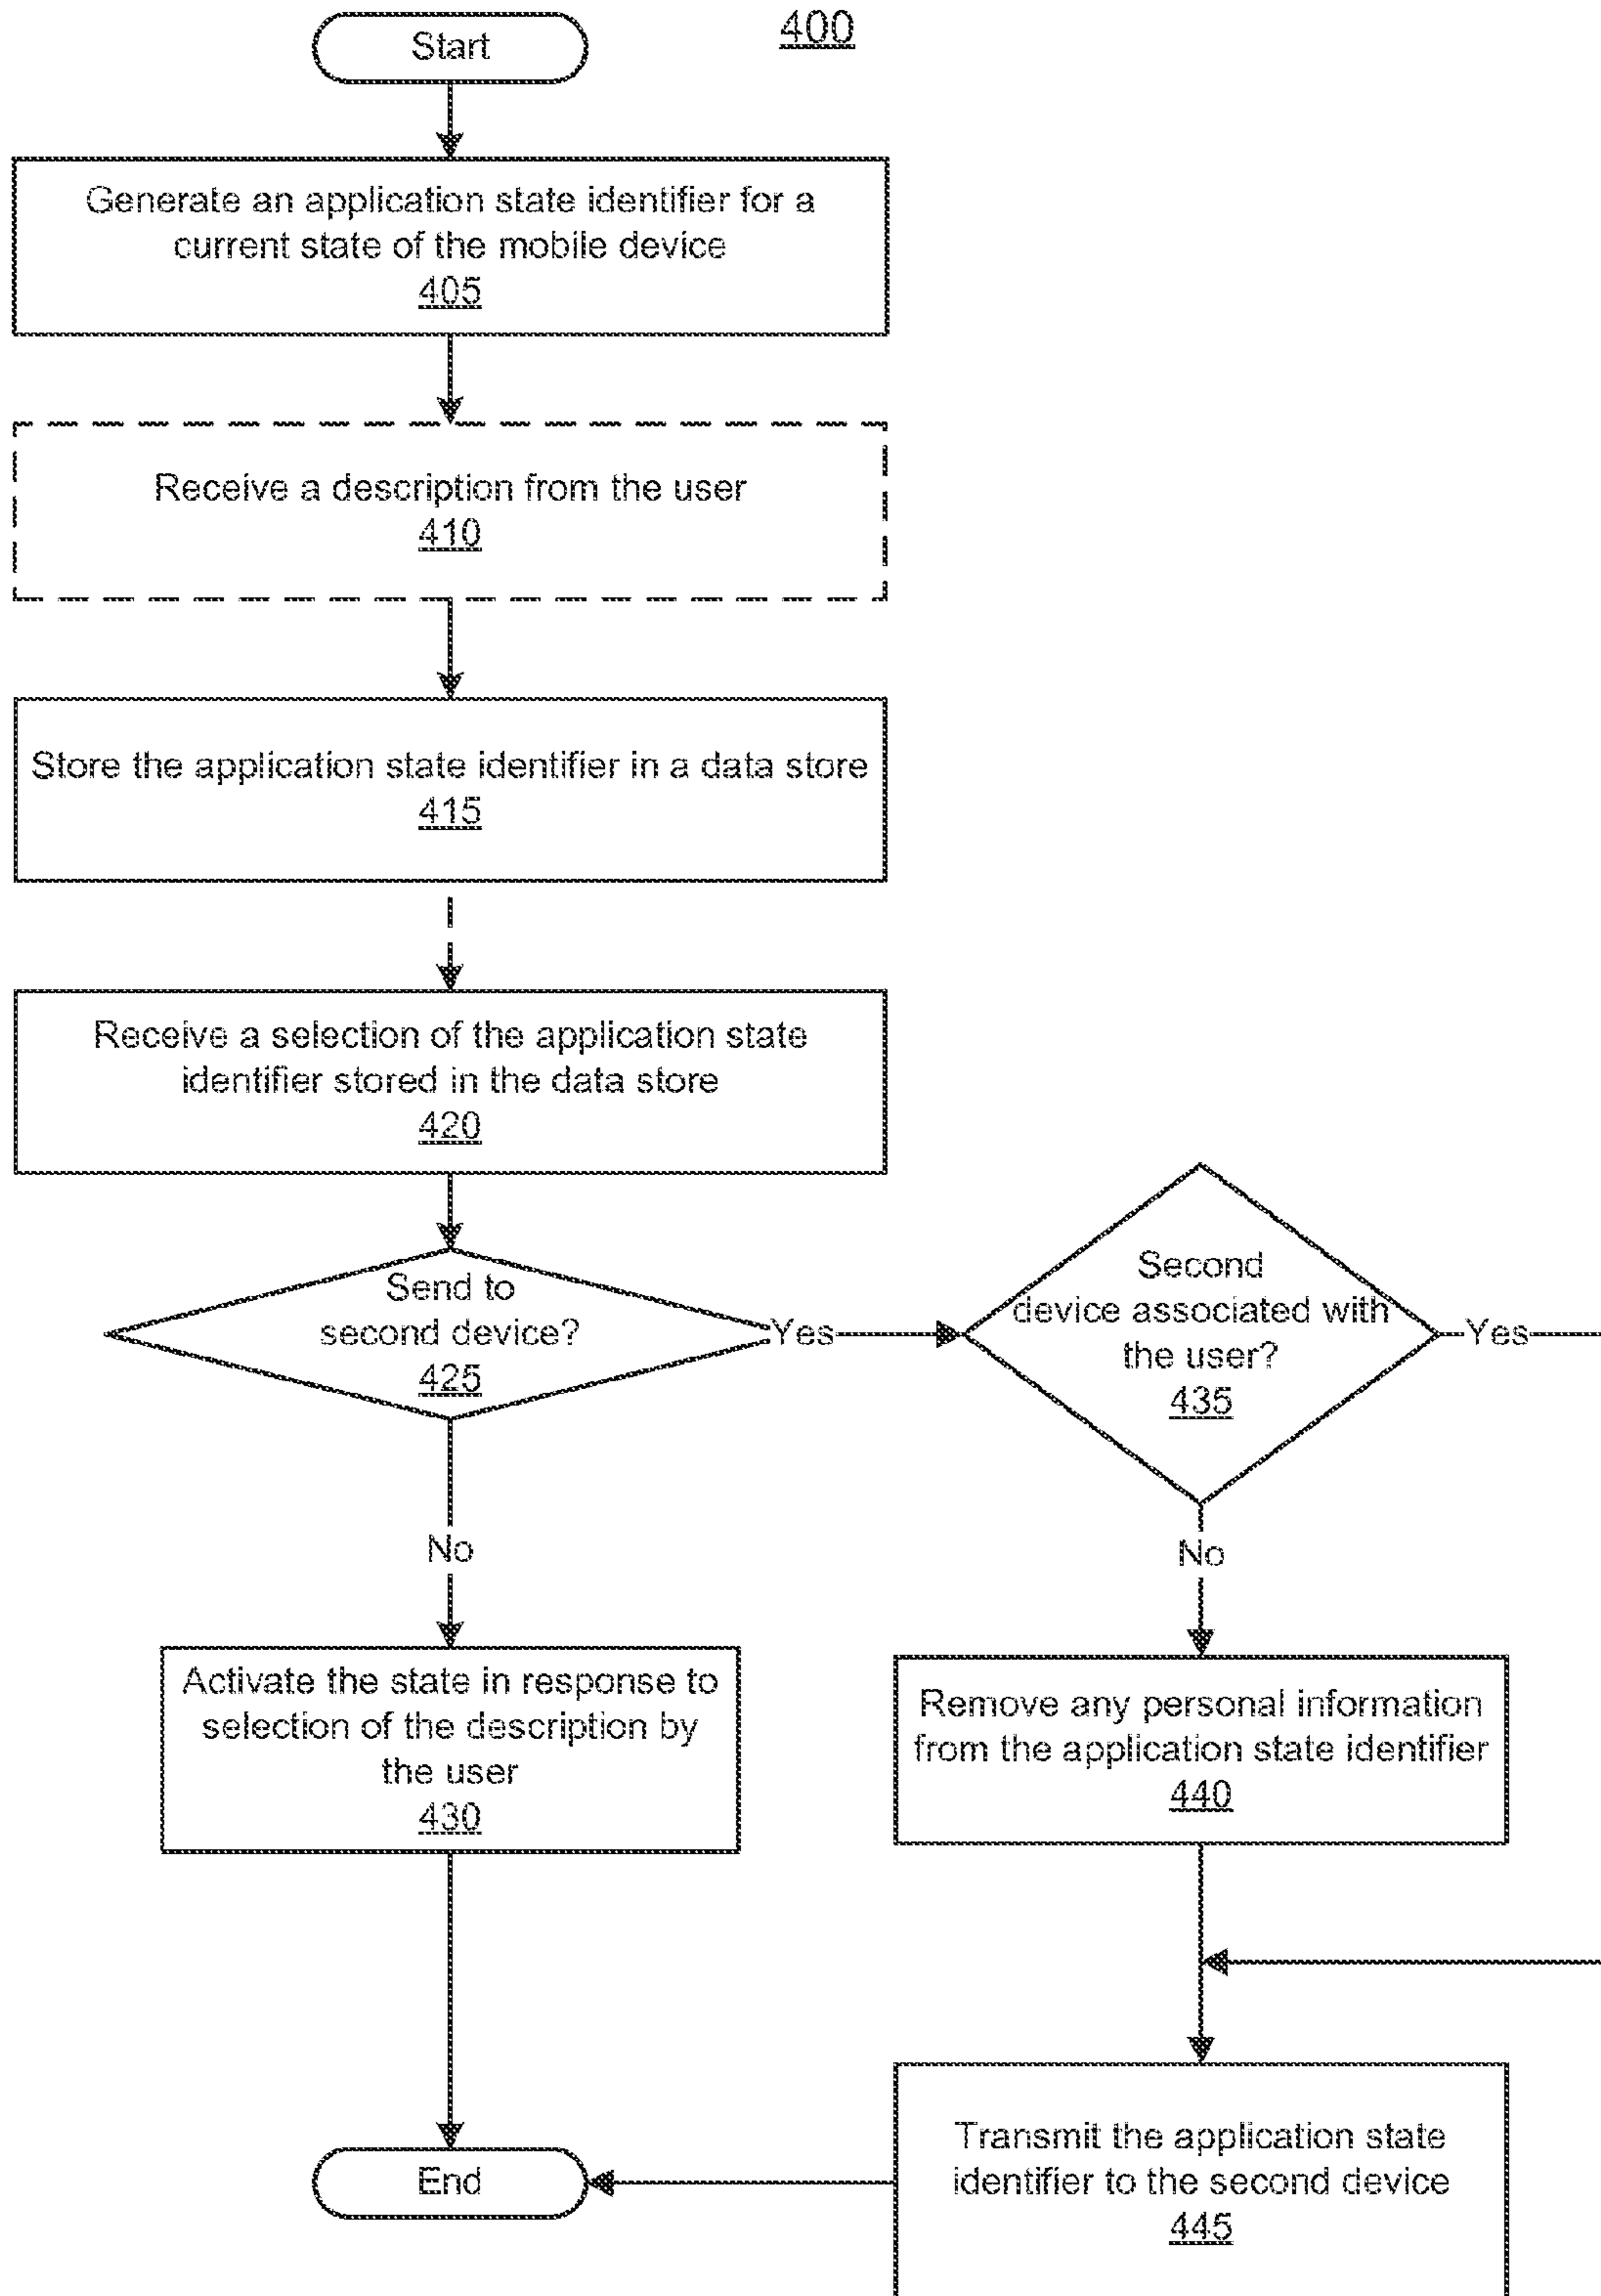 400
Start
Generate an application state identifier for a
current state of the mobile device
405
Receive a description from the user
410
Store the application state identifier in a data store
415
Receive a selection of the application state
identifier stored in the data store
420
Send to
second device?
425
Yes
Second
device associated with
the user?
435
Yes
No
No
Activate the state in response to
selection of the description by
the user
430
Remove any personal information
from the application state identifier
440
Transmit the application state
identifier to the second device
445
End